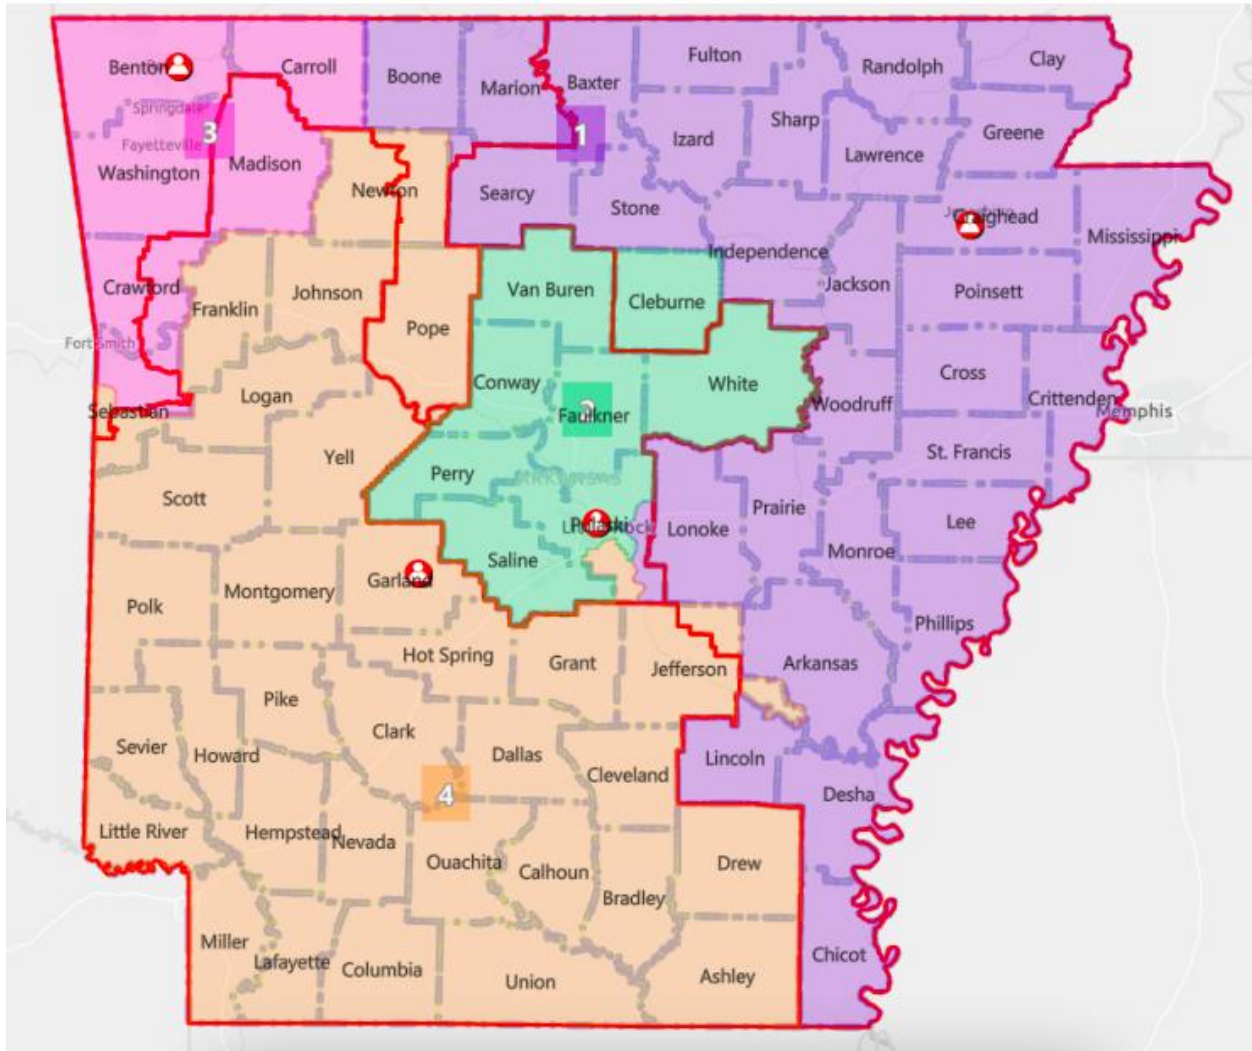 Fulton
Clay
Benton
Carroll
Randolph
Boone
Marion
Baxter
Springdale
Sharp
3
1
Greene
Izard
Fayetteville
Lawrence
Madison
Washington
Newton
Searcy
Stone
Craighead
Mississippi
Independence
Crawford
Van Buren
Jackson
Johnson
Cleburne
Poinsett
Franklin
Pope
Fort Smith
Cross
Conway
White
Logan
Crittenden
Woodruff
Memphis
Sebastian
Faulkner
St. Francis
Yell
Perry
ARKANSAS
Scott
Prairie
Lee
Pulaski
Lonoke
Monroe
Saline
Garland
Montgomery
Polk
Phillips
Hot Spring
Grant
Jefferson
Arkansas
Pike
Clark
Sevier
Howard
Dallas
Lincoln
Cleveland
4
Desha
Little River
Hempstead
Nevada
Ouachita
Calhoun
Drew
Bradley
Miller
Lafayette
Columbia
Union
Ashley
Chicot